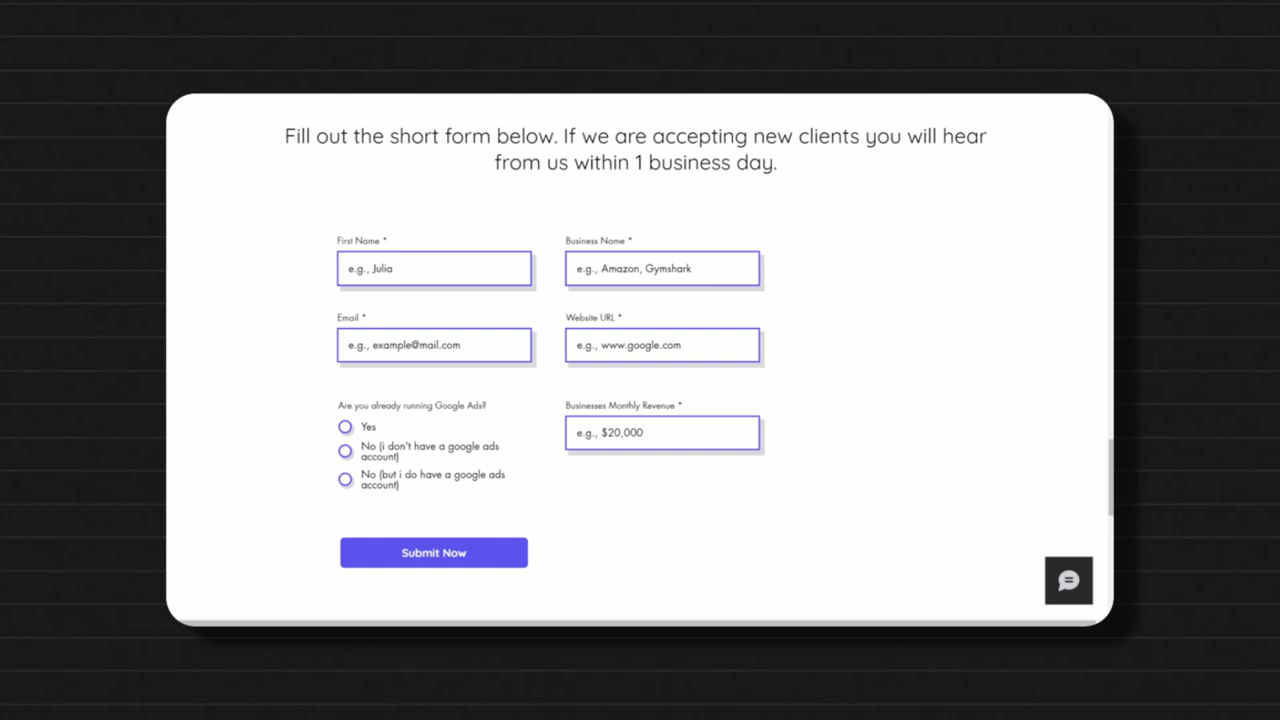 Fill out the short form below. If we are accepting new clients you will hear
from us within 1 business day.
First Name *
Business Name *
e.g., Julia
e.g., Amazon, Gymshark
Email *
Website URL *
e.g., example@mail.com
e.g., www.google.com
Are you already running Google Ads?
Businesses Monthly Revenue *
Yes
e.g., $20,000
No (i don't have a google ads
account)
No (but i do have a google ads
account)
Submit Now